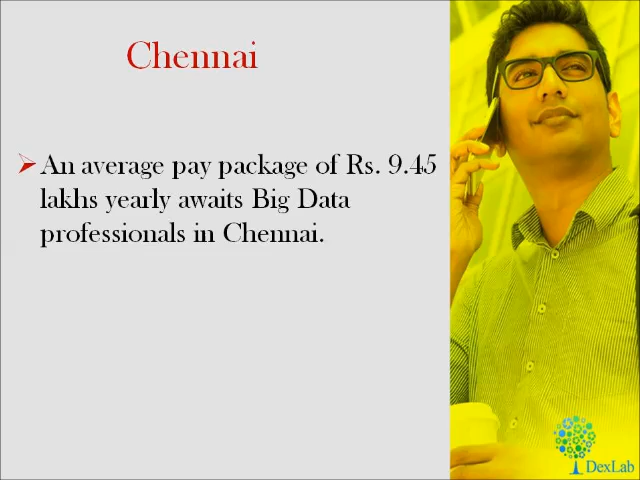 Chennai
An average pay package of Rs. 9.45
lakhs yearly awaits Big Data
professionals in Chennai.
DexLab